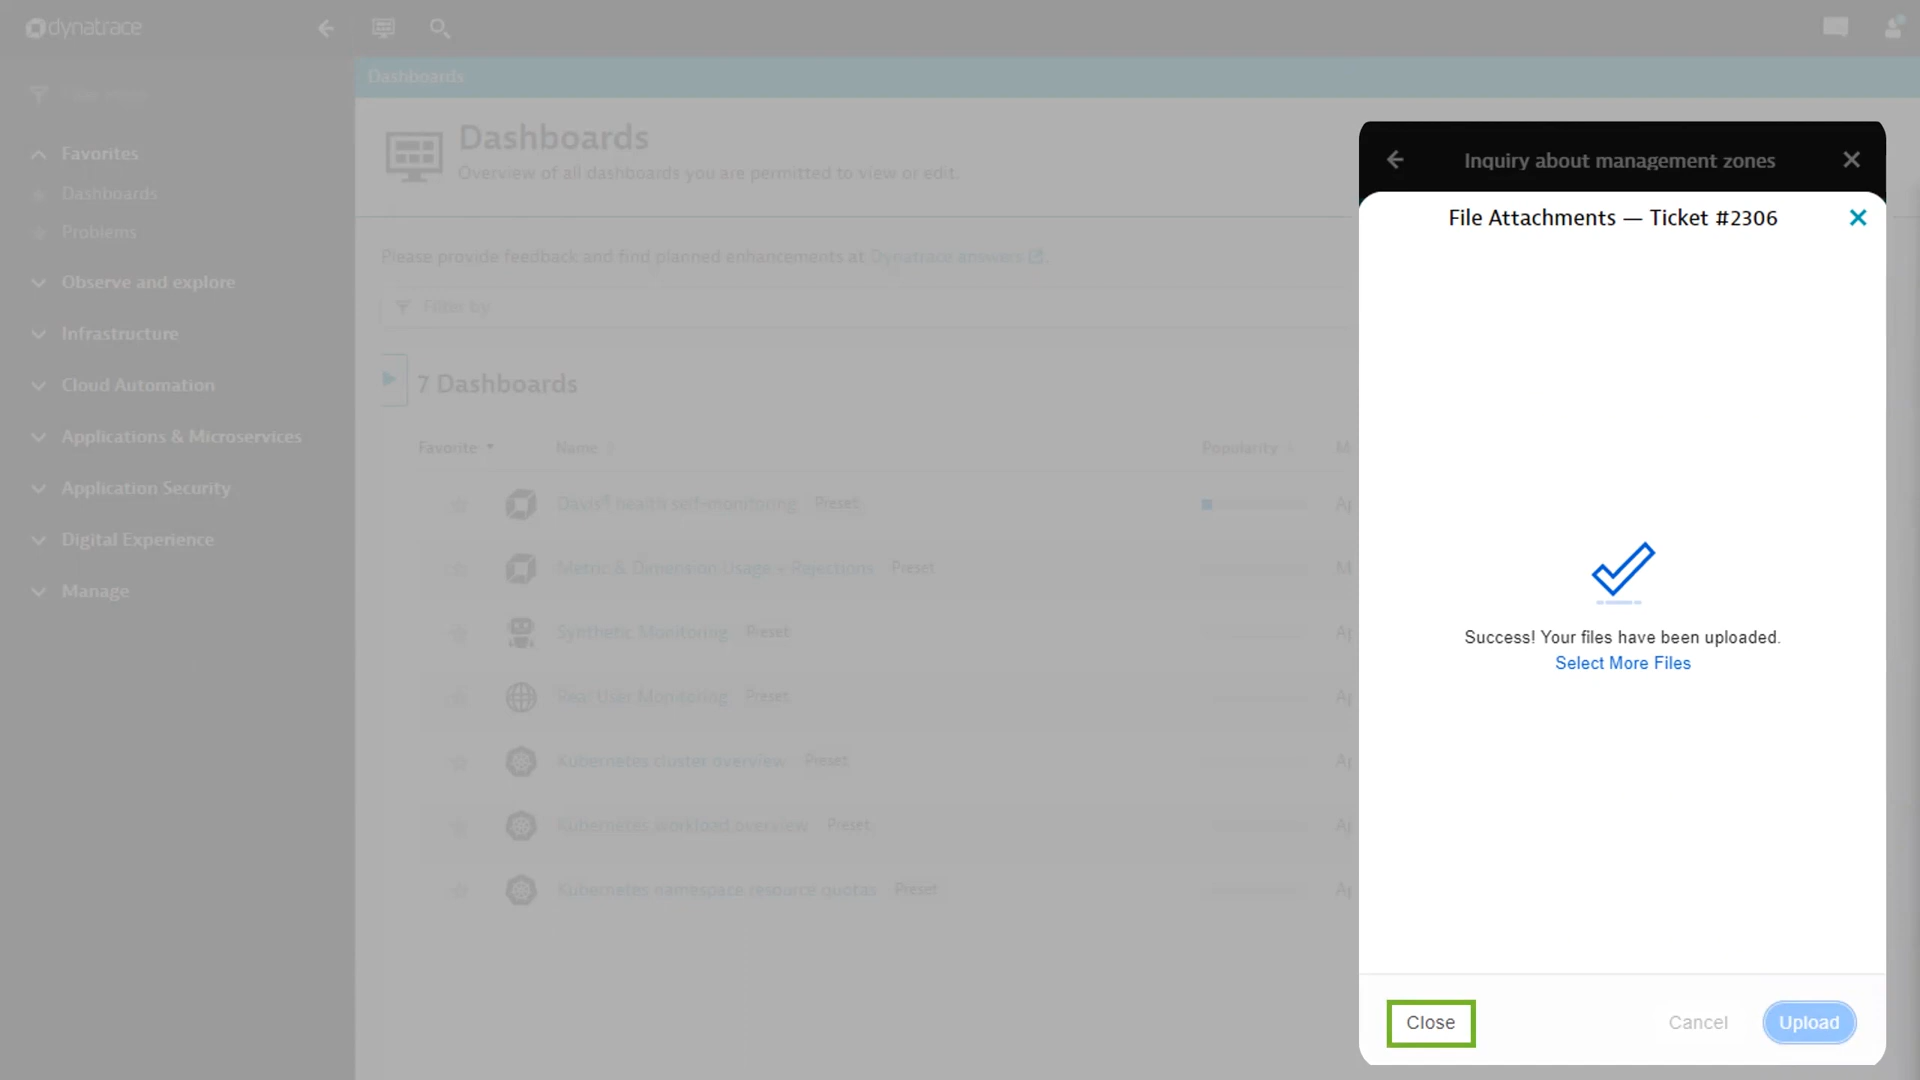 dynatrace
Dashboards
Favorites
Dashboards
Problems
Observe and explore
Infrastructure
Cloud Automation
Applications & Microservices
Application Security
Digital Experience
Manage
Dashboards
Overview of all dashboards you are permitted to view or edit.
Please provide feedback and find planned enhancements at Dynatrace answers.
Filter by
7 Dashboards
Favorite Name Popularity
Davis® health self-monitoring Preset
Metric & Dimension Usage + Rejections Preset
Synthetic Monitoring Preset
Real User Monitoring Preset
Kubernetes cluster overview Preset
Kubernetes workload overview Preset
Kubernetes namespace resource quotas Preset
Inquiry about management zones
File Attachments — Ticket #2306
Success! Your files have been uploaded.
Select More Files
Close Cancel Upload